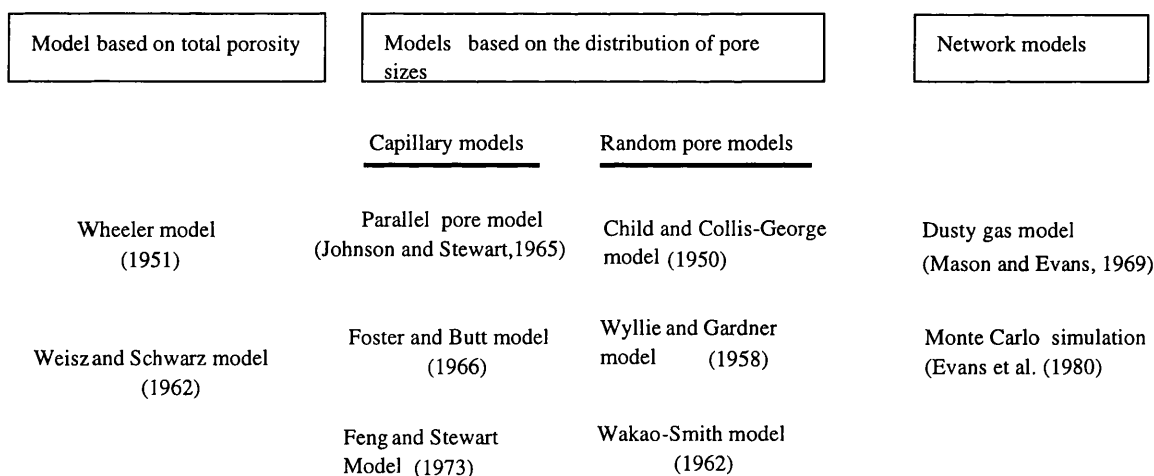 Model based on total porosity
Models based on the distribution of pore
sizes
Network models
Capillary models
Random pore models
Wheeler model
(1951)
Parallel pore model
(Johnson and Stewart,1965)
Child and Collis-George
model (1950)
Dusty gas model
(Mason and Evans, 1969)
Weisz and Schwarz model
(1962)
Foster and Butt model
(1966)
Wyllie and Gardner
model (1958)
Monte Carlo simulation
(Evans et al. (1980)
Feng and Stewart
Model (1973)
Wakao-Smith model
(1962)